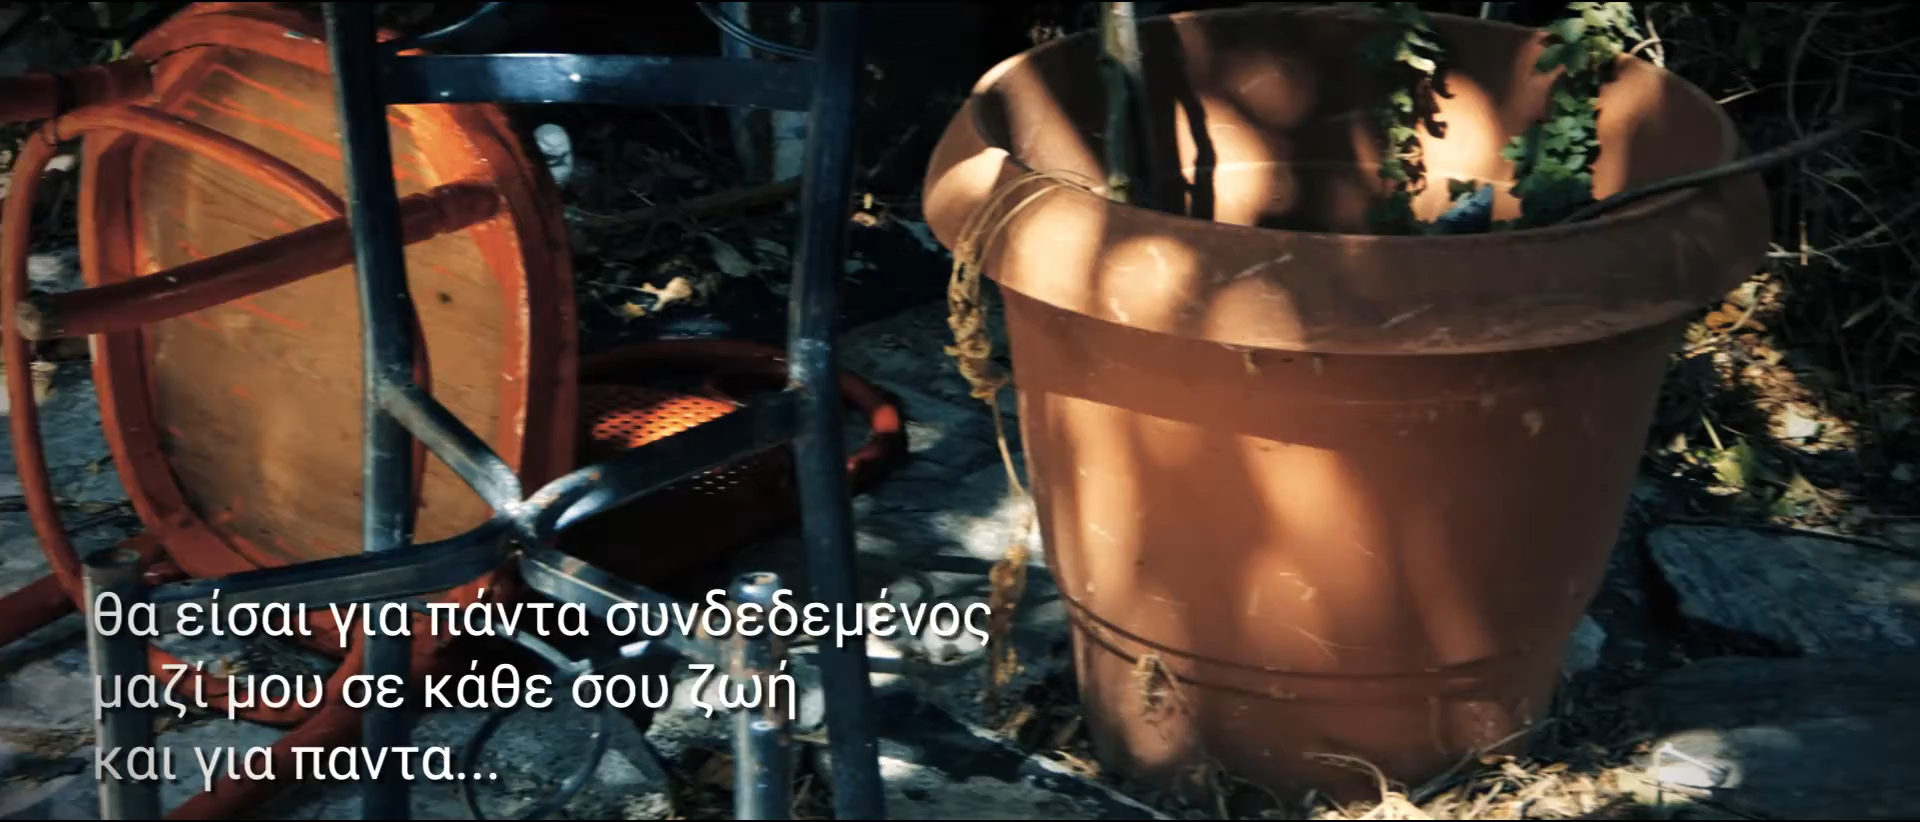 θα είσαι για πάντα συνδεδεμένος
μαζί μου σε κάθε σου ζωή
και για παντα...